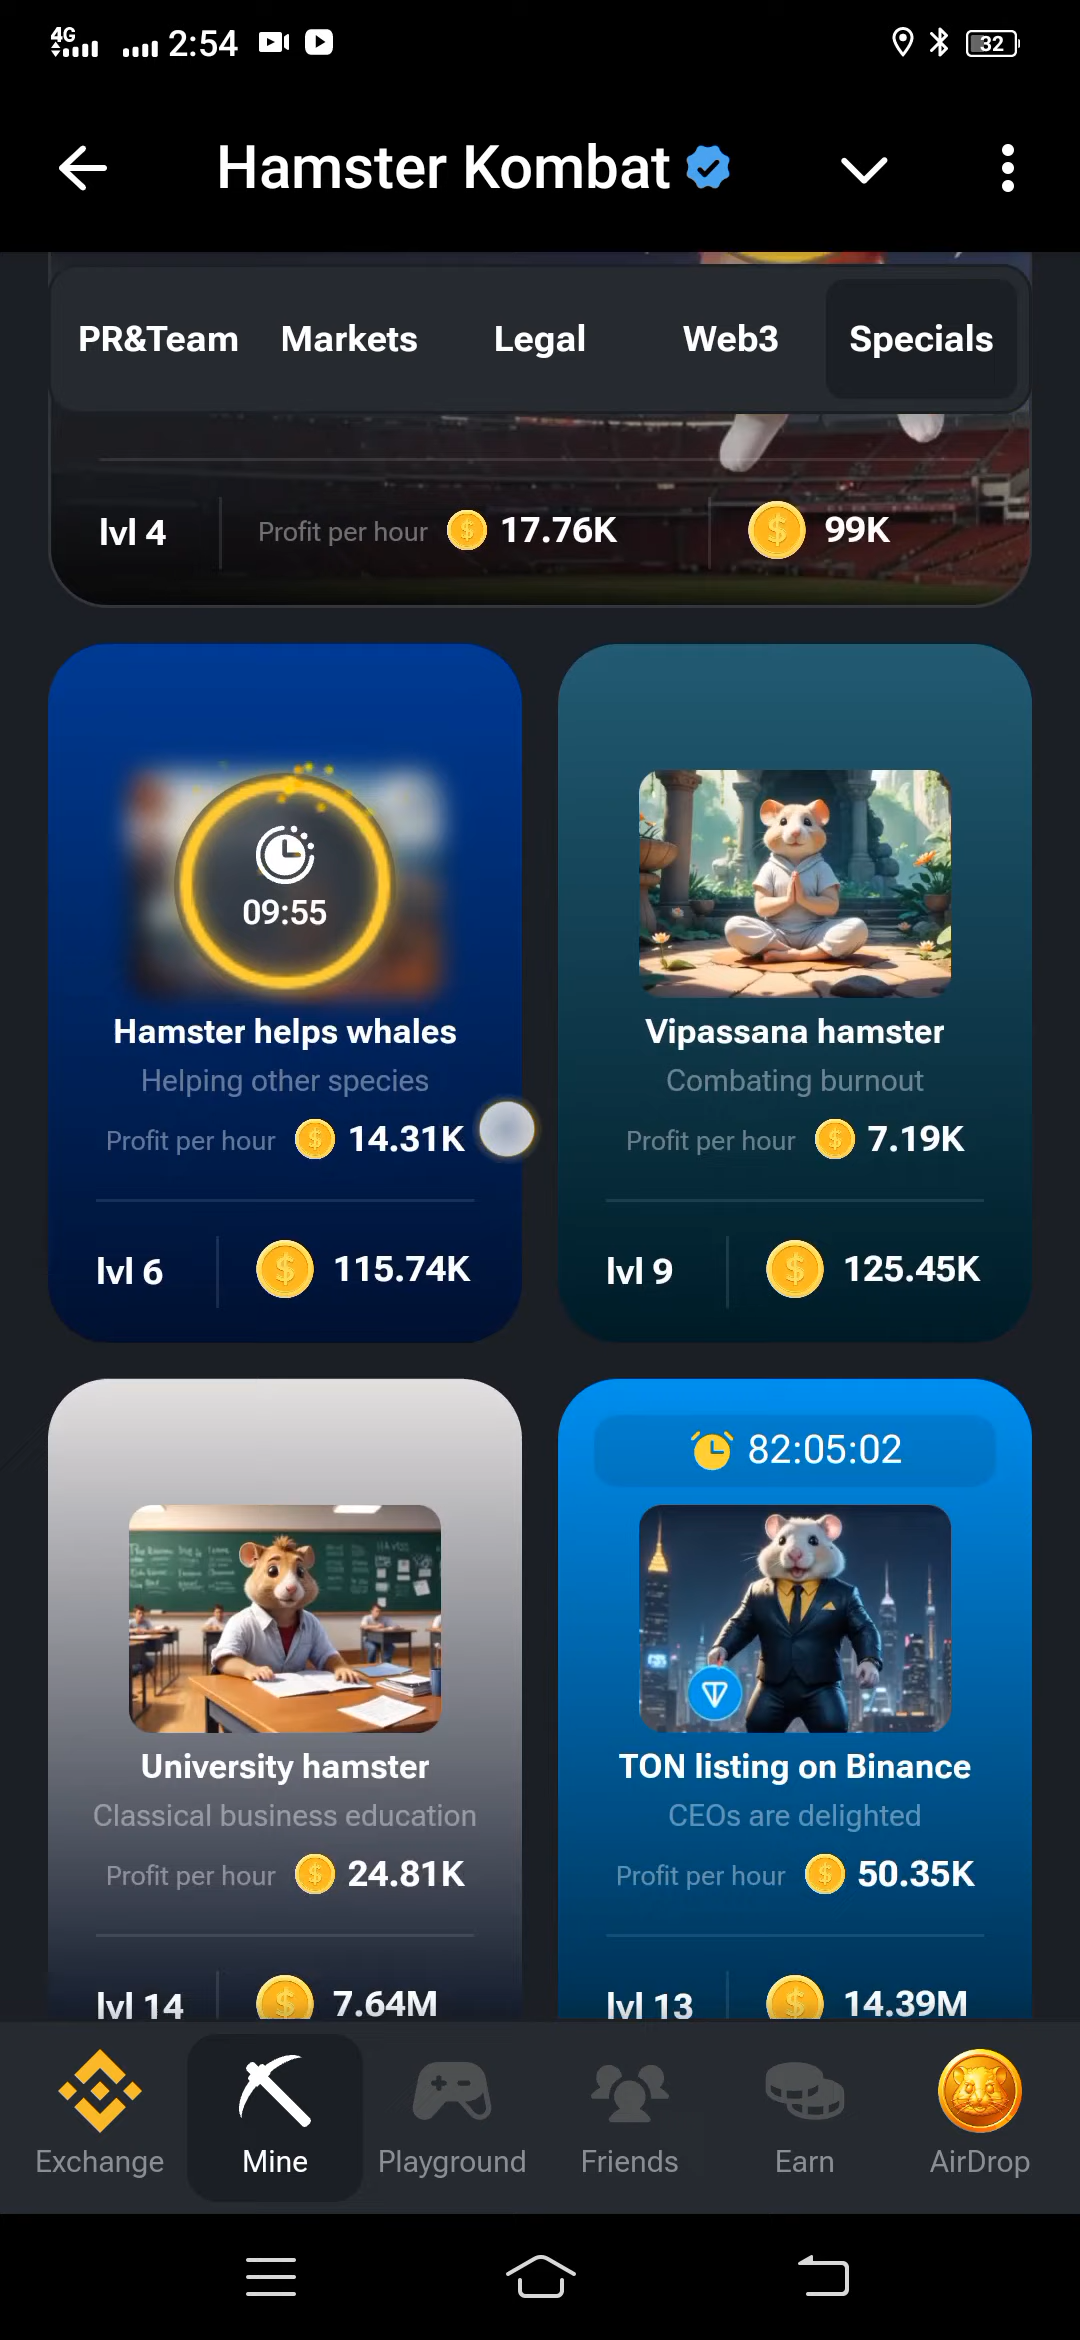 4G 2:54 32
Hamster Kombat
PR&Team Markets Legal Web3 Specials
lvl 4 Profit per hour 17.76K 99K
09:55
Hamster helps whales
Helping other species
Profit per hour 14.31K
lvl 6 115.74K
Vipassana hamster
Combating burnout
Profit per hour 7.19K
lvl 9 125.45K
University hamster
Classical business education
Profit per hour 24.81K
lvl 14 7.64M
82:05:02
TON listing on Binance
CEOs are delighted
Profit per hour 50.35K
lvl 13 14.39M
Exchange Mine Playground Friends Earn AirDrop